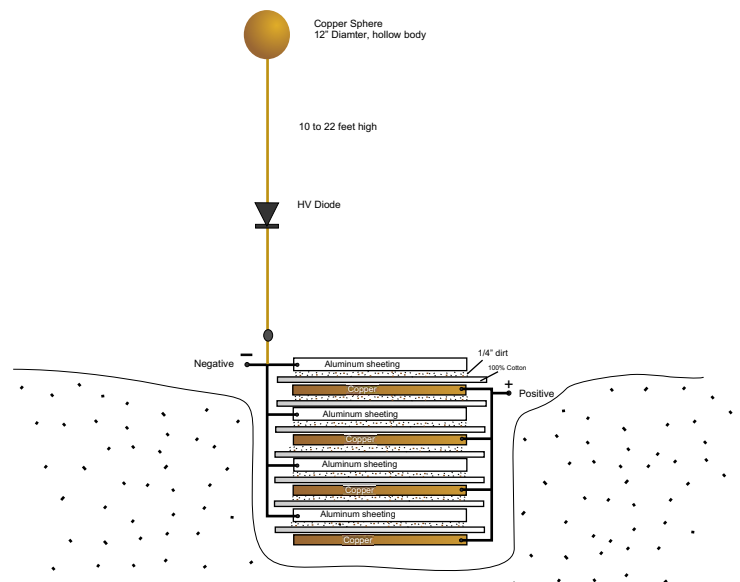 Copper Sphere
12" Diamter, hollow body
10 to 22 feet high
HV Diode
1/4" dirt
Negative
Aluminum sheeting
100% Cotton
+
Copper
Positive
Aluminum sheeting
Copper
Aluminum sheeting
Copper
Aluminum sheeting
Copper